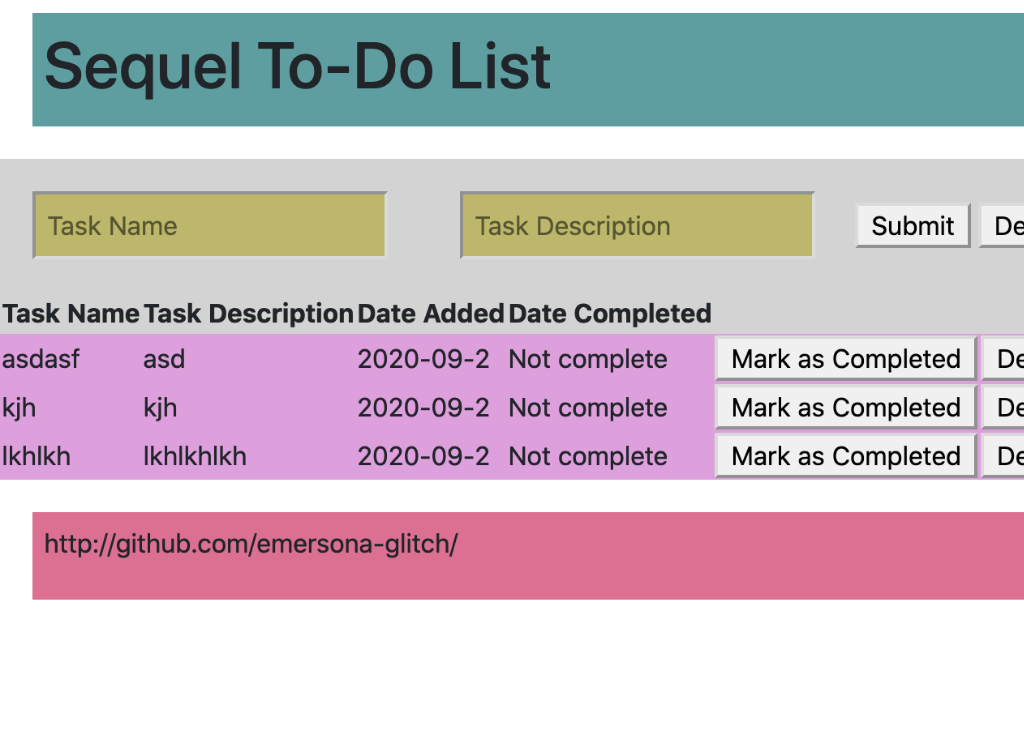 Sequel To-Do List
Task Name Task Description Submit De
Task Name Task Description Date Added Date Completed
asdasf asd 2020-09-2 Not complete Mark as Completed De
kjh kjh 2020-09-2 Not complete Mark as Completed De
lkhlkh lkhlkhlkh 2020-09-2 Not complete Mark as Completed De
http://github.com/emersona-glitch/